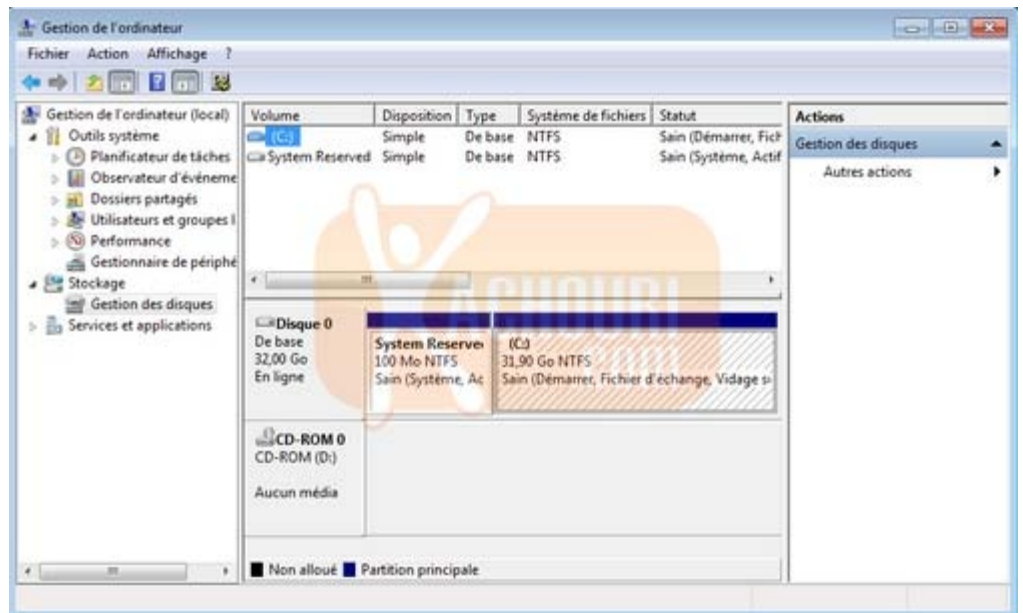 Gestion de l'ordinateur
Fichier Action Affichage ?
Gestion de l'ordinateur (local)
Outils système
Planificateur de tâches
Observateur d'événeme
Dossiers partagés
Utilisateurs et groupes l
Performance
Gestionnaire de périphé
Stockage
Gestion des disques
Services et applications
Volume Disposition Type Système de fichiers Statut
(C:) Simple De base NTFS Sain (Démarrer, Fich
System Reserved Simple De base NTFS Sain (Système, Actif
Disque 0
De base
32,00 Go
En ligne
System Reserve
100 Mo NTFS
Sain (Système, Ac
(C:)
31,90 Go NTFS
Sain (Démarrer, Fichier d'échange, Vidage s
CD-ROM 0
CD-ROM (D:)
Aucun média
Non alloué Partition principale
Actions
Gestion des disques
Autres actions
ACHOURI
.COM